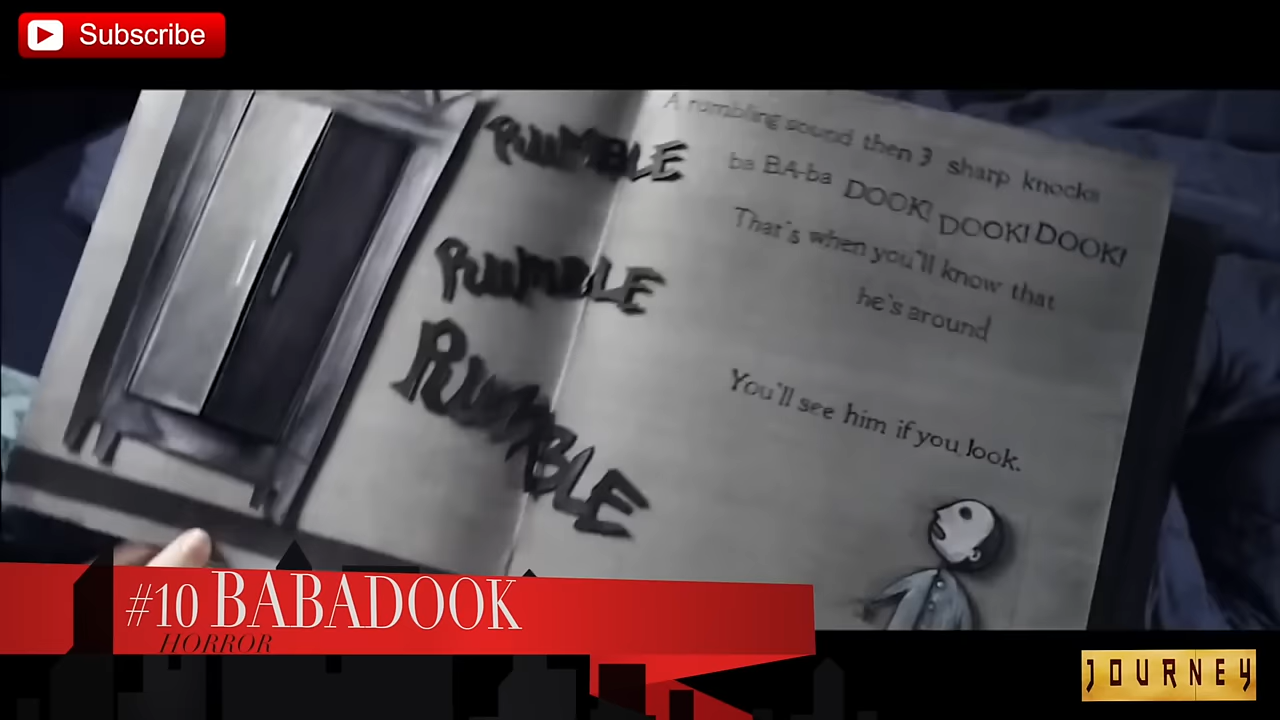 Subscribe
RUMBLE
RUMBLE
RUMBLE
A rumbling sound then 3 sharp knocks
ba BA-ba DOOK! DOOK! DOOK!
That's when you'll know that
he's around
You'll see him if you look.
#10 BABADOOK
HORROR
JOURNEY